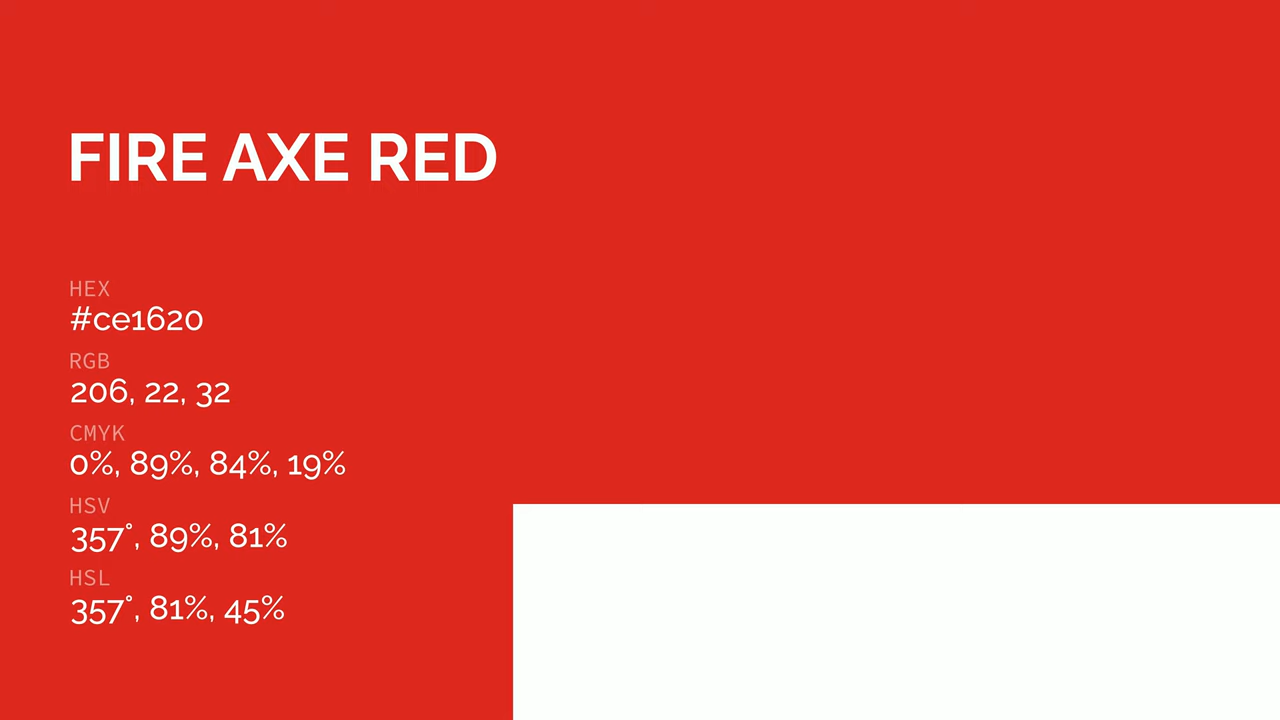 FIRE AXE RED
HEX
#ce1620
RGB
206, 22, 32
CMYK
0%, 89%, 84%, 19%
HSV
357°, 89%, 81%
HSL
357°, 81%, 45%